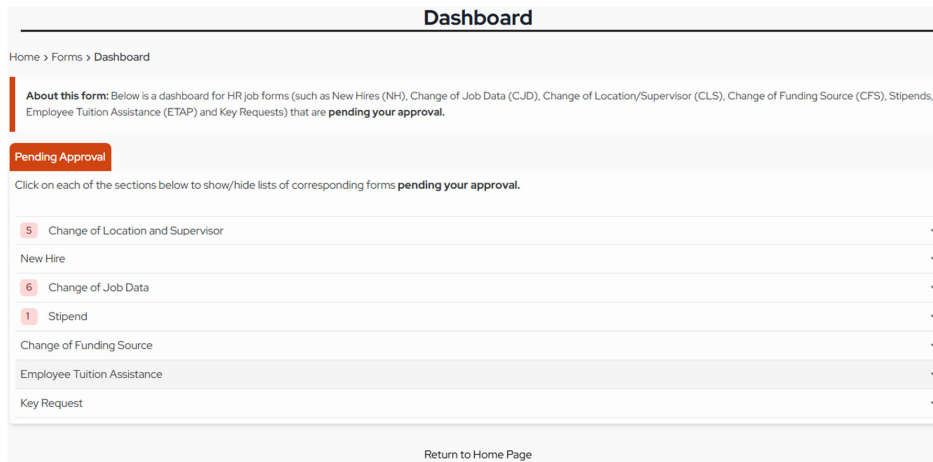 Dashboard
Home > Forms > Dashboard
About this form: Below is a dashboard for HR job forms (such as New Hires (NH), Change of Job Data (CJD), Change of Location/Supervisor (CLS), Change of Funding Source (CFS), Stipends,
Employee Tuition Assistance (ETAP) and Key Requests) that are pending your approval.
Pending Approval
Click on each of the sections below to show/hide lists of corresponding forms pending your approval.
5 Change of Location and Supervisor
New Hire
6 Change of Job Data
1 Stipend
Change of Funding Source
Employee Tuition Assistance
Key Request
Return to Home Page